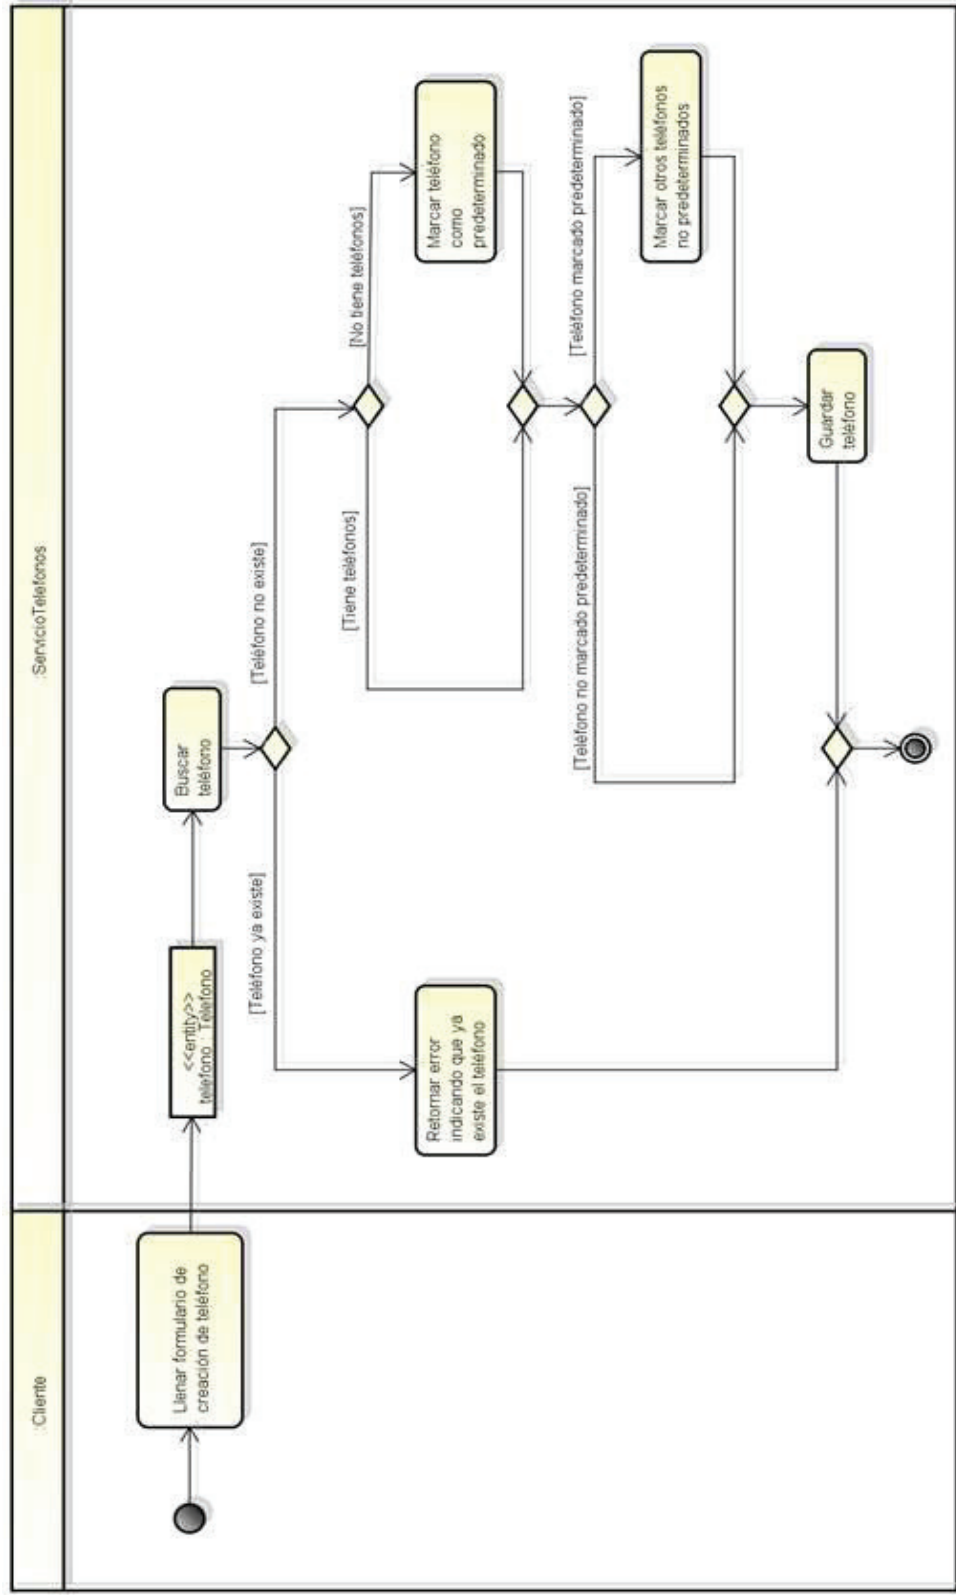 :Cliente
:ServicioTelefonos
Llenar formulario de
creación de teléfono
<<entity>>
telefono : Telefono
Buscar
teléfono
[Teléfono ya existe]
[Teléfono no existe]
Retornar error
indicando que ya
existe el teléfono
[Tiene teléfonos]
[No tiene teléfonos]
Marcar teléfono
como
predeterminado
[Teléfono no marcado predeterminado]
[Teléfono marcado predeterminado]
Marcar otros teléfonos
no predeterminados
Guardar
teléfono